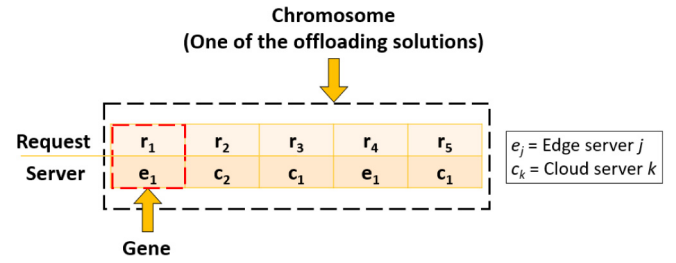 Chromosome
(One of the offloading solutions)
Request r₁ r₂ r₃ r₄ r₅
Server e₁ c₂ c₁ e₁ c₁
eⱼ = Edge server j
cₖ = Cloud server k
Gene